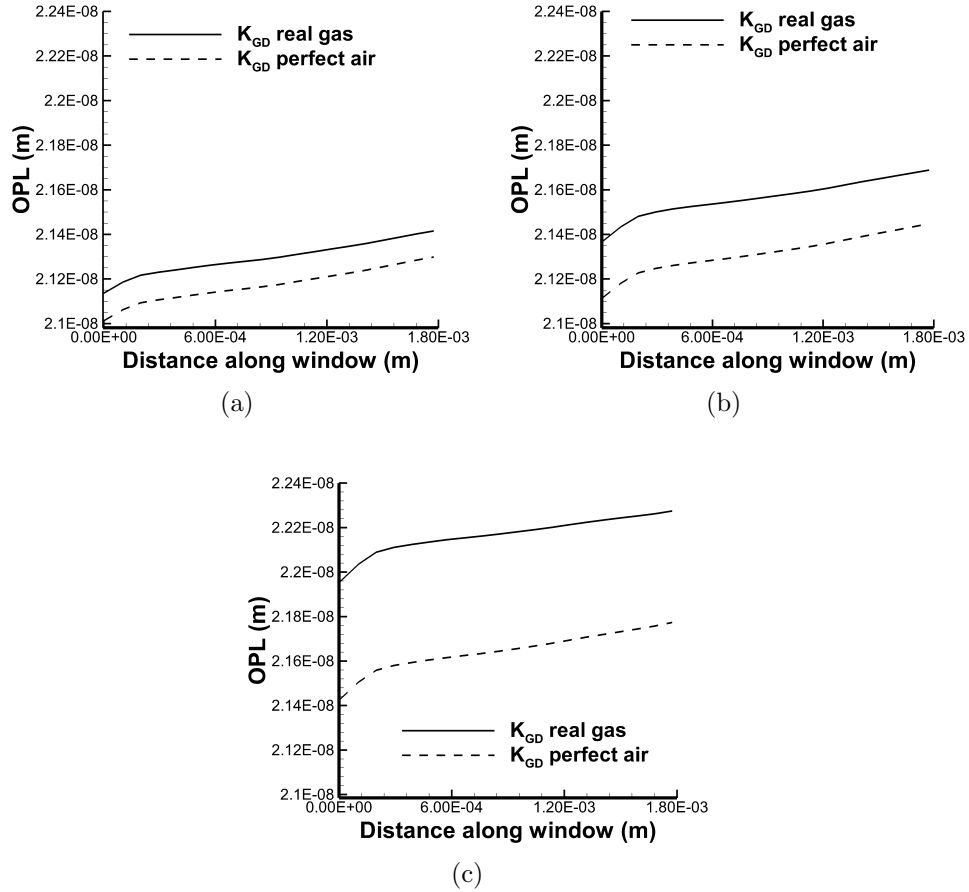 2.24E-08
2.22E-08
2.2E-08
2.18E-08
2.16E-08
2.14E-08
2.12E-08
2.1E-08
OPL (m)
K_GD real gas
K_GD perfect air
0.00E+00 6.00E-04 1.20E-03 1.80E-03
Distance along window (m)
(a)
2.24E-08
2.22E-08
2.2E-08
2.18E-08
2.16E-08
2.14E-08
2.12E-08
2.1E-08
OPL (m)
K_GD real gas
K_GD perfect air
0.00E+00 6.00E-04 1.20E-03 1.80E-03
Distance along window (m)
(b)
2.24E-08
2.22E-08
2.2E-08
2.18E-08
2.16E-08
2.14E-08
2.12E-08
2.1E-08
OPL (m)
K_GD real gas
K_GD perfect air
0.00E+00 6.00E-04 1.20E-03 1.80E-03
Distance along window (m)
(c)